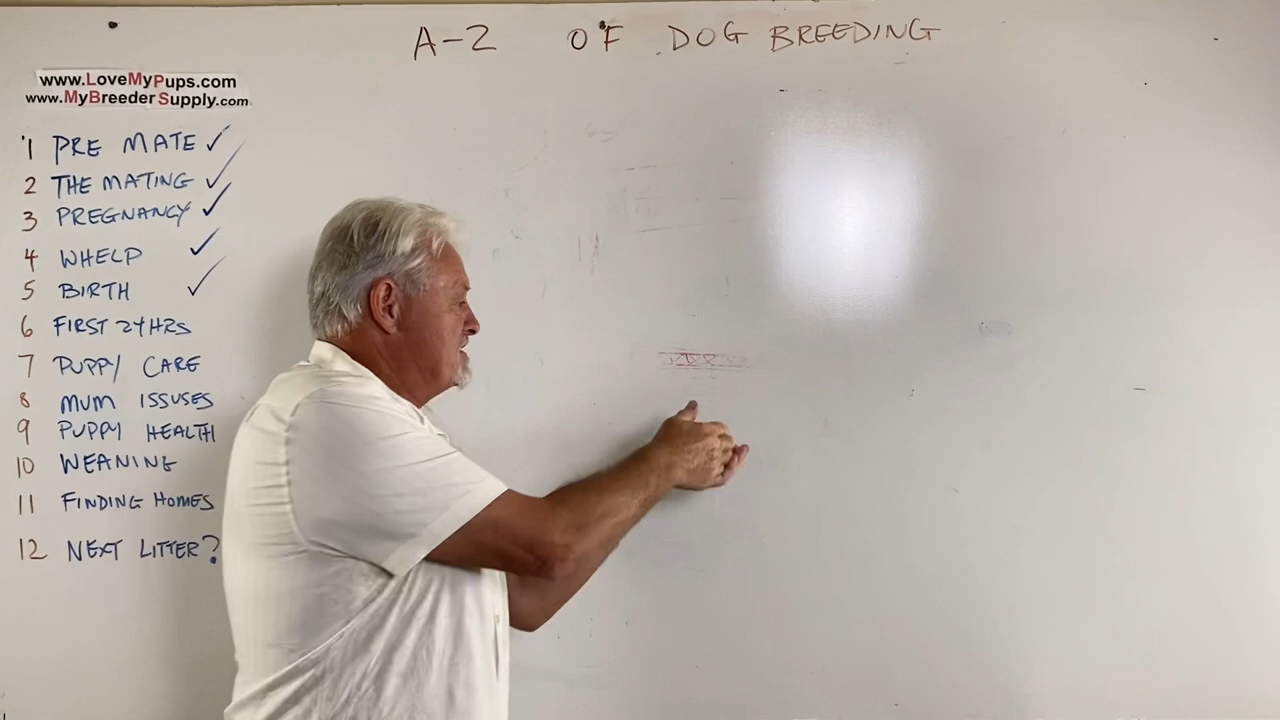 A-Z OF DOG BREEDING
www.LoveMyPups.com
www.MyBreederSupply.com
1 PRE MATE ✓
2 THE MATING ✓
3 PREGNANCY ✓
4 WHELP ✓
5 BIRTH ✓
6 FIRST 24HRS
7 PUPPY CARE
8 MUM ISSUSES
9 PUPPY HEALTH
10 WEANING
11 FINDING HOMES
12 NEXT LITTER?